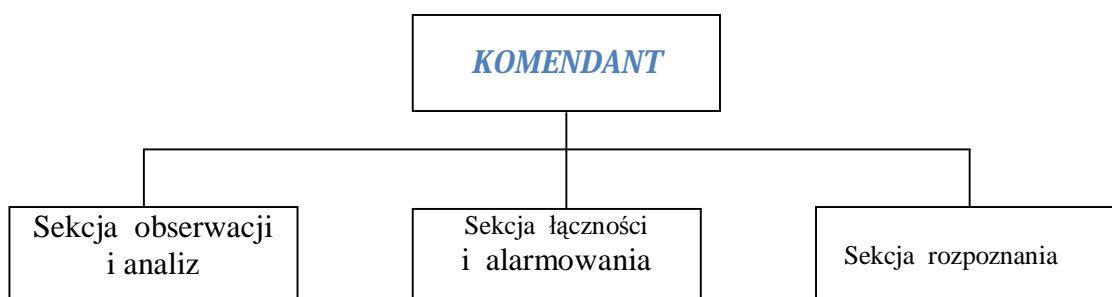 KOMENDANT
Sekcja obserwacji
i analiz
Sekcja łączności
i alarmowania
Sekcja rozpoznania